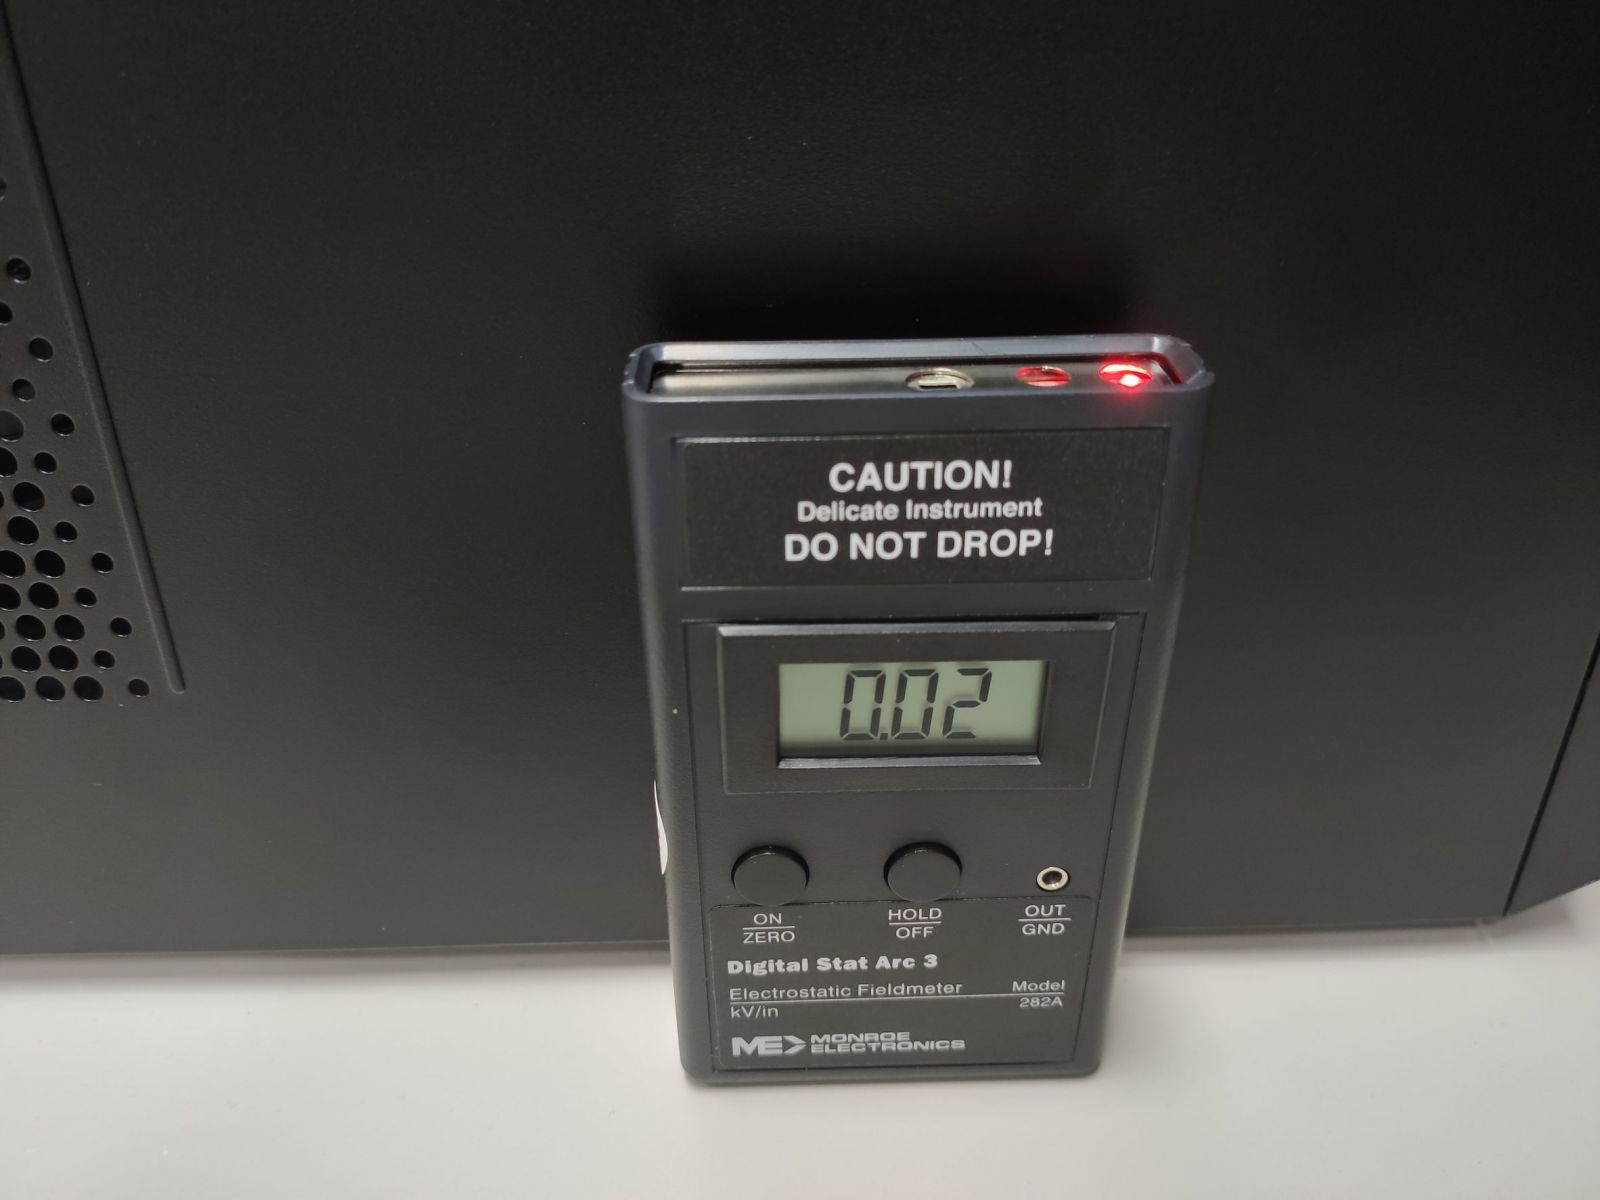 CAUTION!
Delicate Instrument
DO NOT DROP!
0.02
ON
ZERO
HOLD
OFF
OUT
GND
Digital Stat Arc 3
Electrostatic Fieldmeter
kV/in
Model
282A
ME MONROE
ELECTRONICS